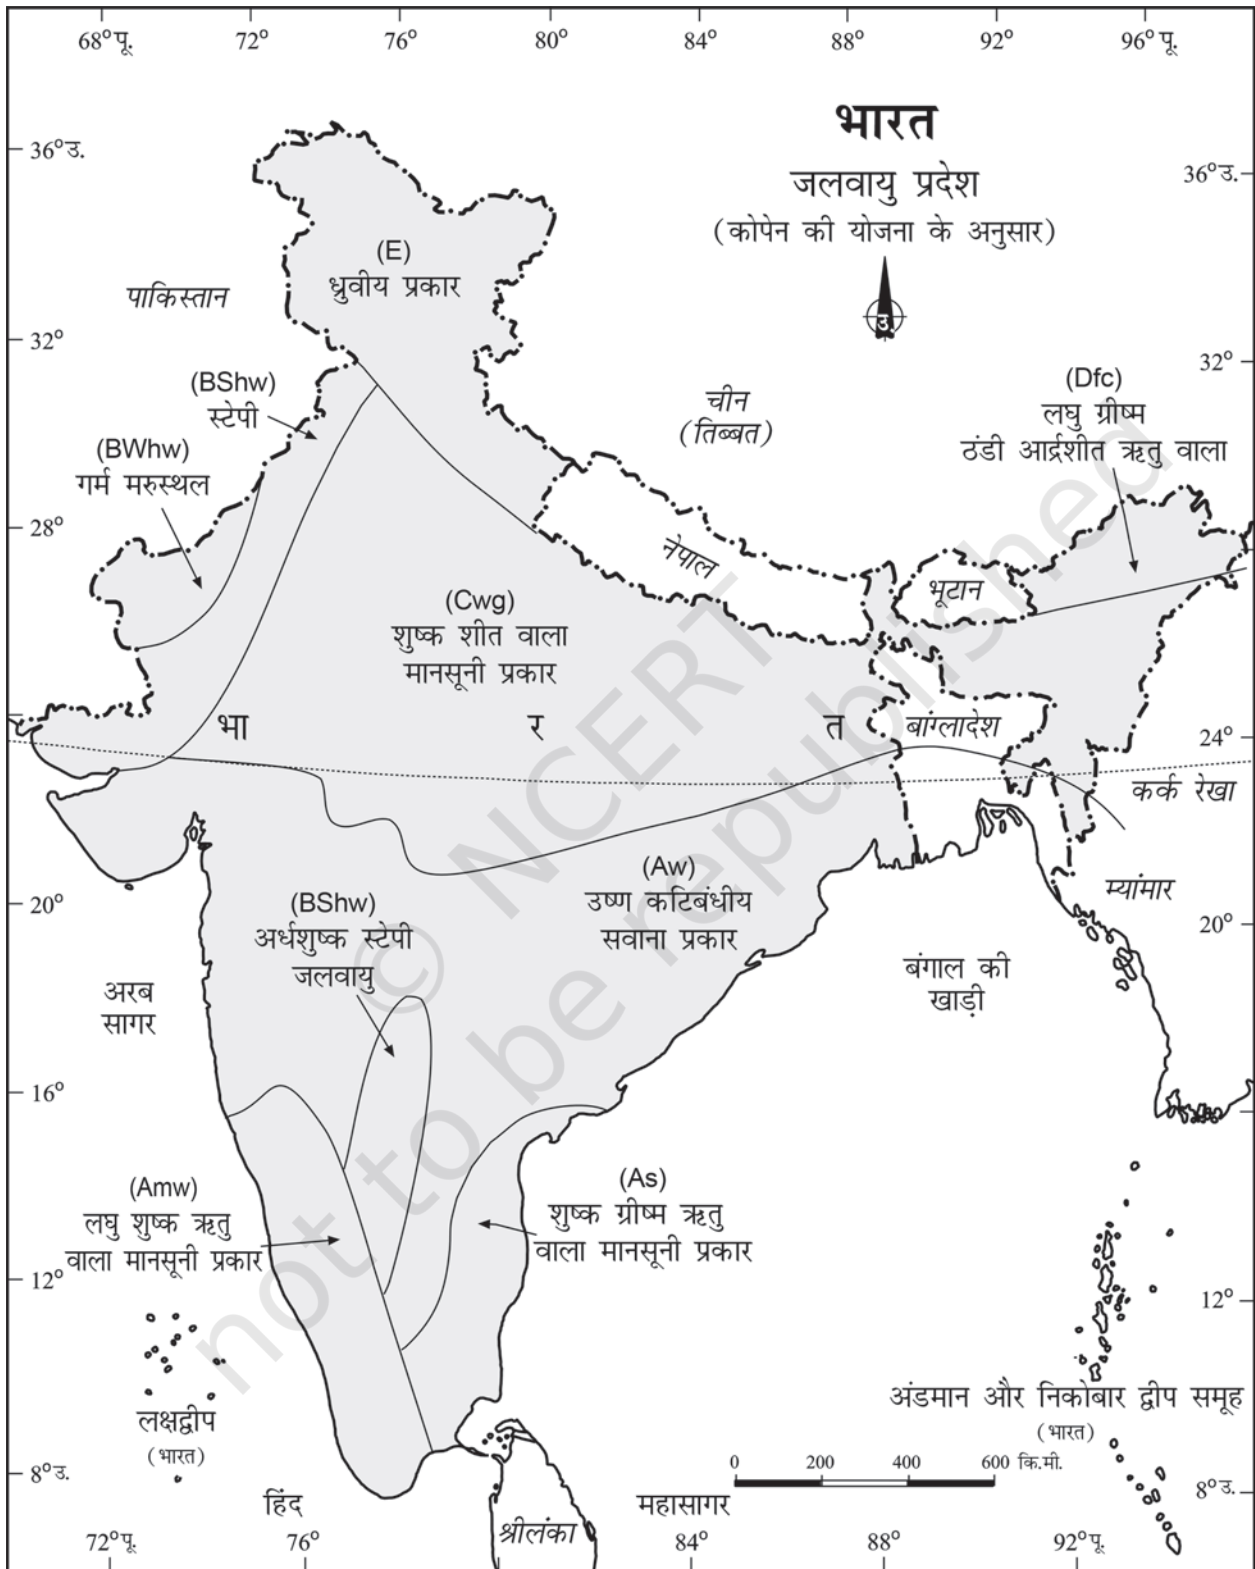 68° पू. 72° 76° 80° 84° 88° 92° 96° पू.
भारत
जलवायु प्रदेश
(कोपेन की योजना के अनुसार)
उ
36° उ.
36° उ.
(E)
ध्रुवीय प्रकार
पाकिस्तान
32°
32°
(BShw)
स्टेपी
(BWhw)
गर्म मरुस्थल
चीन
(तिब्बत)
(Dfc)
लघु ग्रीष्म
ठंडी आर्द्रशीत ऋतु वाला
28°
नेपाल
भूटान
(Cwg)
शुष्क शीत वाला
मानसूनी प्रकार
भा र त
बांग्लादेश
24°
कर्क रेखा
म्यांमार
(Aw)
उष्ण कटिबंधीय
सवाना प्रकार
20°
20°
(BShw)
अर्धशुष्क स्टेपी
जलवायु
अरब
सागर
बंगाल की
खाड़ी
16°
(Amw)
लघु शुष्क ऋतु
वाला मानसूनी प्रकार
(As)
शुष्क ग्रीष्म ऋतु
वाला मानसूनी प्रकार
12°
12°
लक्षद्वीप
(भारत)
अंडमान और निकोबार द्वीप समूह
(भारत)
0 200 400 600 कि.मी.
8° उ.
8° उ.
हिंद
महासागर
श्रीलंका
72° पू. 76° 84° 88° 92° पू.
© NCERT
not to be republished